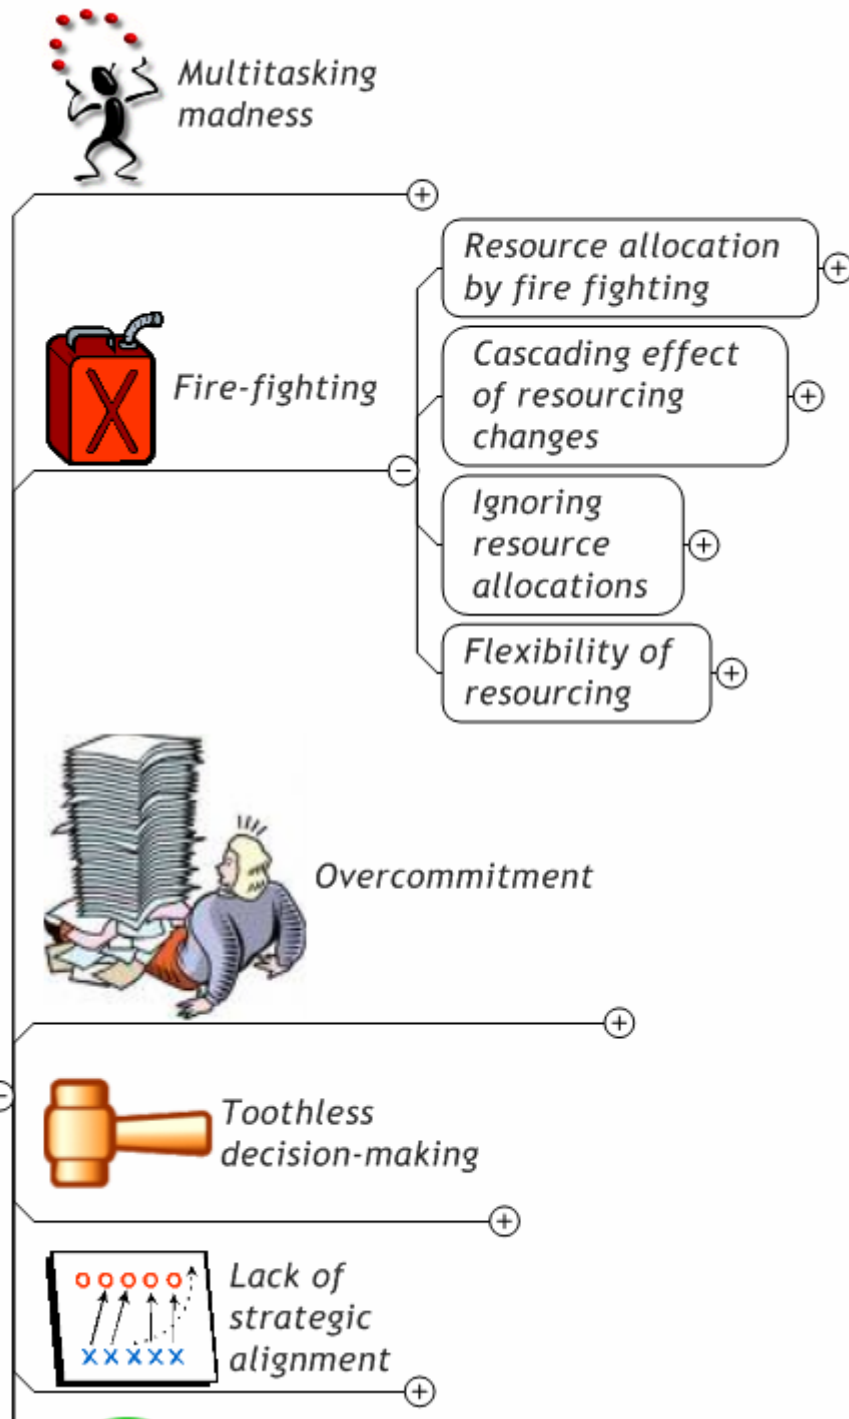 Multitasking
madness
Resource allocation
by fire fighting
Fire-fighting
Cascading effect
of resourcing
changes
Ignoring
resource
allocations
Flexibility of
resourcing
Overcommitment
Toothless
decision-making
Lack of
strategic
alignment